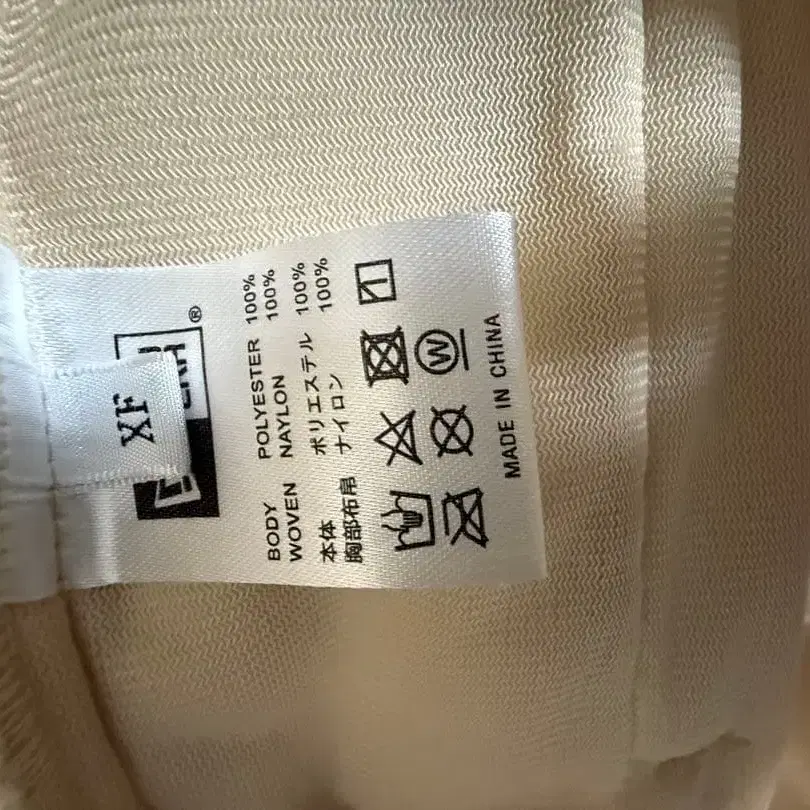 XF
®
BODY POLYESTER 100%
WOVEN NAYLON 100%
本体 ポリエステル 100%
胸部布帛 ナイロン 100%
W
MADE IN CHINA